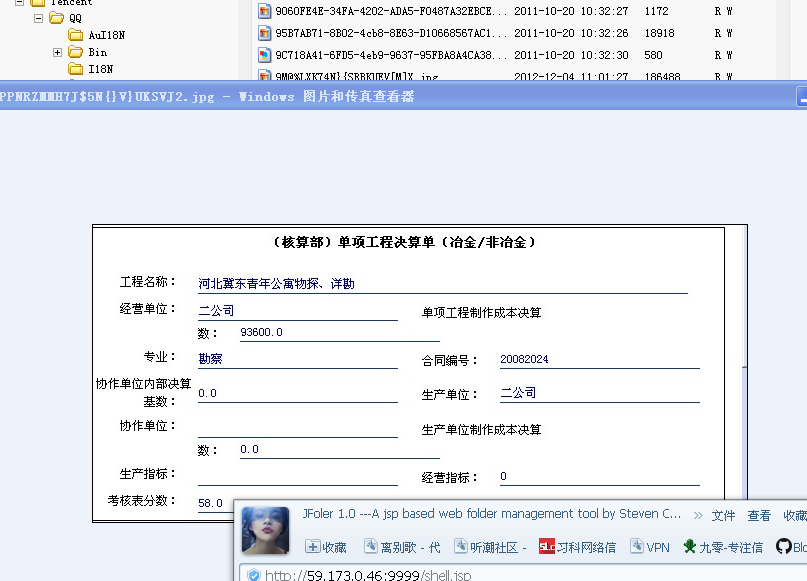 Tencent
QQ
AuI18N
Bin
I18N
9060FE4E-34FA-4202-ADA5-F0487A32EBCE... 2011-10-20 10:32:27 1172 R W
95B7AB71-8B02-4cb8-8E63-D10668567AC1... 2011-10-20 10:32:26 18918 R W
9C718A41-6FD5-4eb9-9637-95FBA8A4CA38... 2011-10-20 10:32:30 580 R W
2012-12-04 11:01:27 186488 R W
PPNRZMMH7J$5N{}V}UKSVJ2.jpg - Windows 图片和传真查看器
（核算部）单项工程决算单（冶金/非冶金）
工程名称： 河北冀东青年公寓物探、详勘
经营单位： 二公司 单项工程制作成本决算
数： 93600.0
专业： 勘察 合同编号： 20082024
协作单位内部决算
基数： 0.0 生产单位： 二公司
协作单位： 生产单位制作成本决算
数： 0.0
生产指标： 经营指标： 0
考核表分数： 58.0
JFoler 1.0 ---A jsp based web folder management tool by Steven C... » 文件 查看 收藏
收藏 离别歌 - 代 听潮社区 - SLC 习科网络信 VPN 九零-专注信 Blo
http://59.173.0.46:9999/shell.jsp